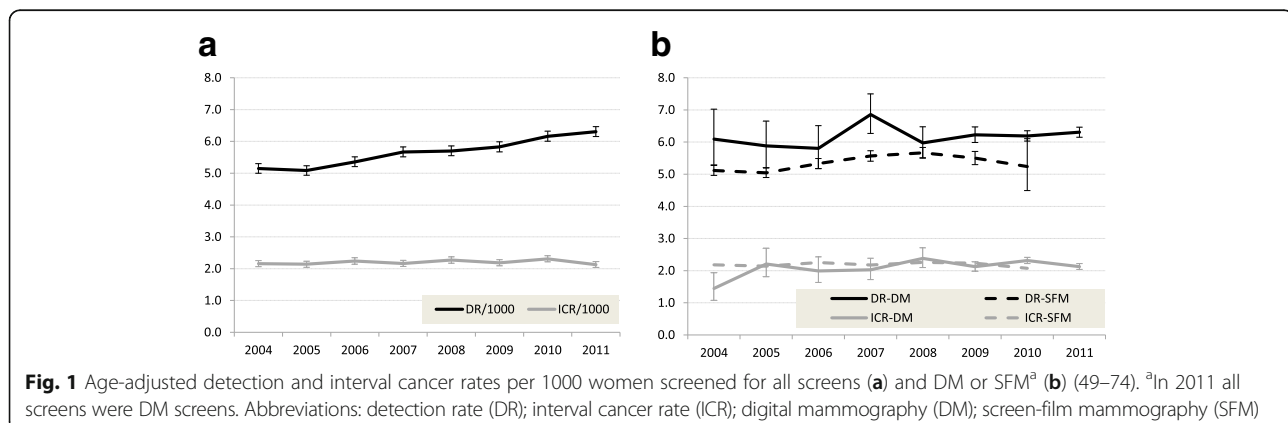 a
8.0
7.0
6.0
5.0
4.0
3.0
2.0
1.0
0.0
DR/1000 ICR/1000
2004 2005 2006 2007 2008 2009 2010 2011
b
8.0
7.0
6.0
5.0
4.0
3.0
2.0
1.0
0.0
DR-DM DR-SFM
ICR-DM ICR-SFM
2004 2005 2006 2007 2008 2009 2010 2011
Fig. 1 Age-adjusted detection and interval cancer rates per 1000 women screened for all screens (a) and DM or SFMᵃ (b) (49–74). ᵃIn 2011 all
screens were DM screens. Abbreviations: detection rate (DR); interval cancer rate (ICR); digital mammography (DM); screen-film mammography (SFM)